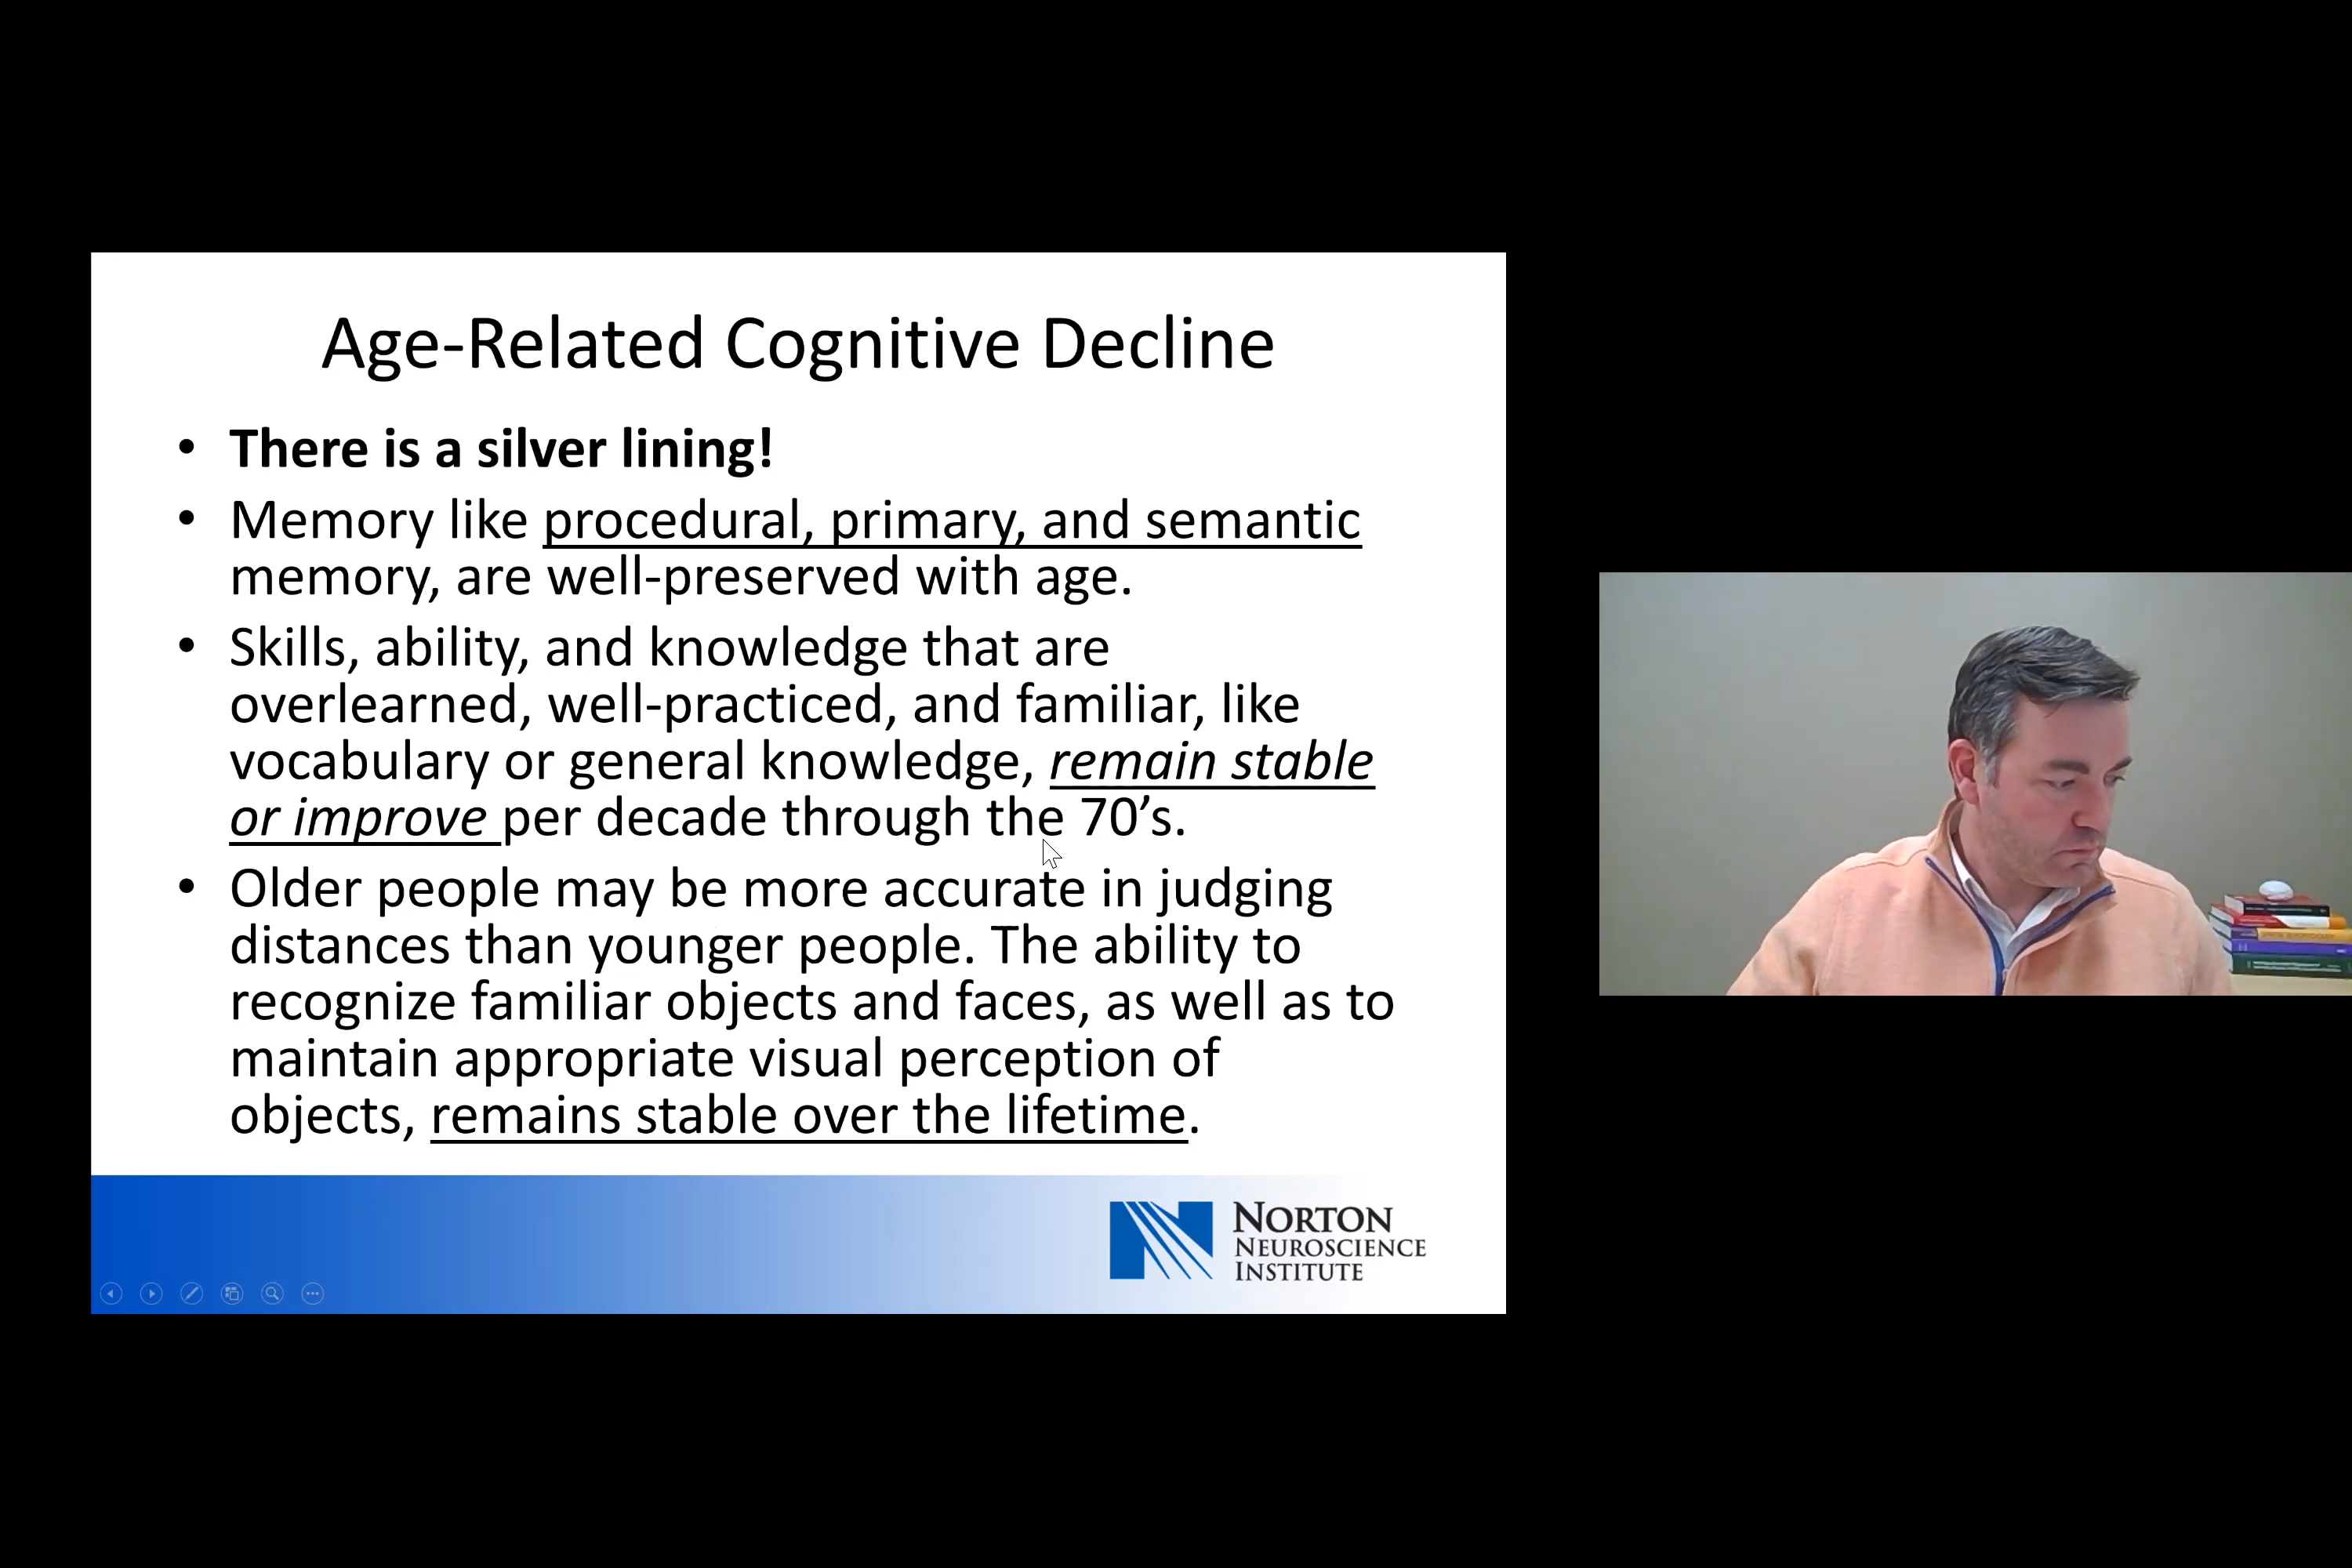 Age-Related Cognitive Decline
• There is a silver lining!
• Memory like procedural, primary, and semantic
memory, are well-preserved with age.
• Skills, ability, and knowledge that are
overlearned, well-practiced, and familiar, like
vocabulary or general knowledge, remain stable
or improve per decade through the 70’s.
• Older people may be more accurate in judging
distances than younger people. The ability to
recognize familiar objects and faces, as well as to
maintain appropriate visual perception of
objects, remains stable over the lifetime.
NORTON
NEUROSCIENCE
INSTITUTE